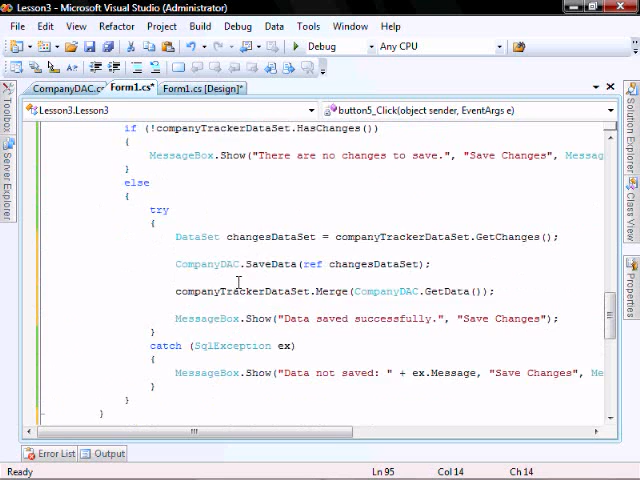 Lesson3 - Microsoft Visual Studio (Administrator)
File Edit View Refactor Project Build Debug Data Tools Window Help
Debug Any CPU
CompanyDAC.cs Form1.cs* Form1.cs [Design]*
Lesson3.Lesson3 button5_Click(object sender, EventArgs e)
if (!companyTrackerDataSet.HasChanges())
{
MessageBox.Show("There are no changes to save.", "Save Changes", Messa
}
else
{
try
{
DataSet changesDataSet = companyTrackerDataSet.GetChanges();
CompanyDAC.SaveData(ref changesDataSet);
companyTrackerDataSet.Merge(CompanyDAC.GetData());
MessageBox.Show("Data saved successfully.", "Save Changes");
}
catch (SqlException ex)
{
MessageBox.Show("Data not saved: " + ex.Message, "Save Changes", Me
}
}
}
Toolbox
Server Explorer
Solution Explorer
Class View
Properties
Error List Output
Ready Ln 95 Col 14 Ch 14